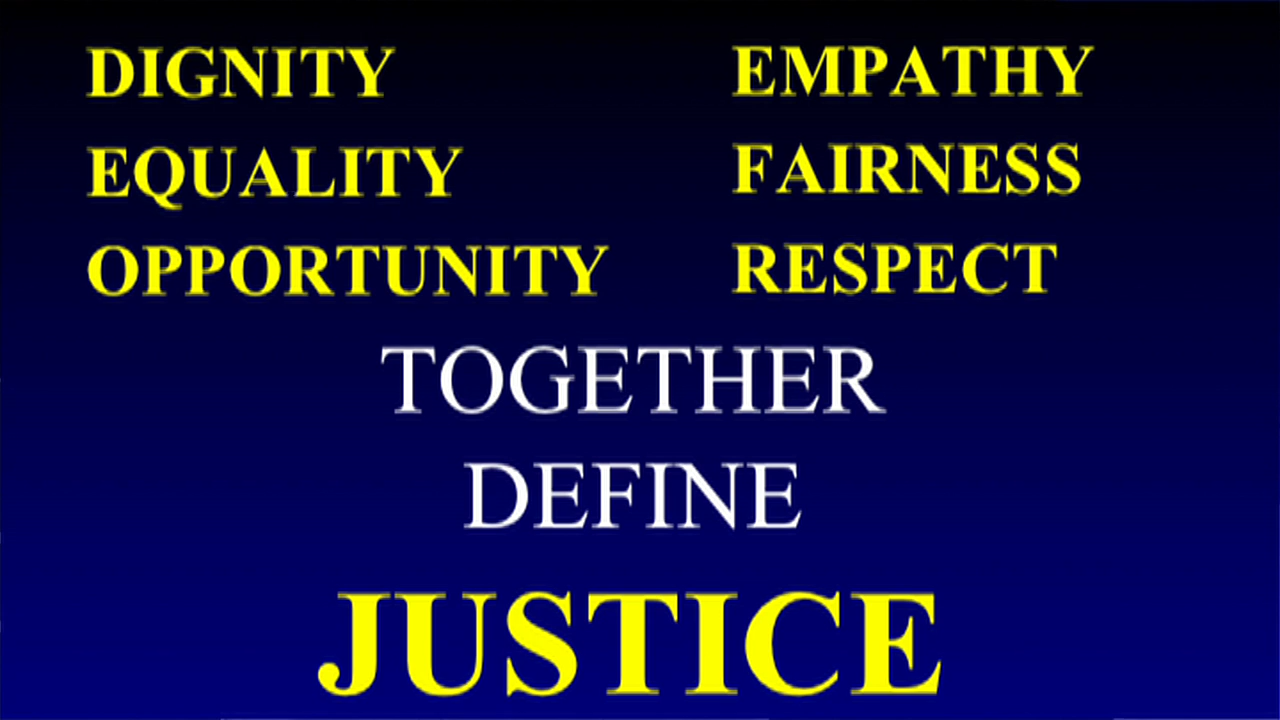 DIGNITY
EMPATHY
EQUALITY
FAIRNESS
OPPORTUNITY
RESPECT
TOGETHER
DEFINE
JUSTICE